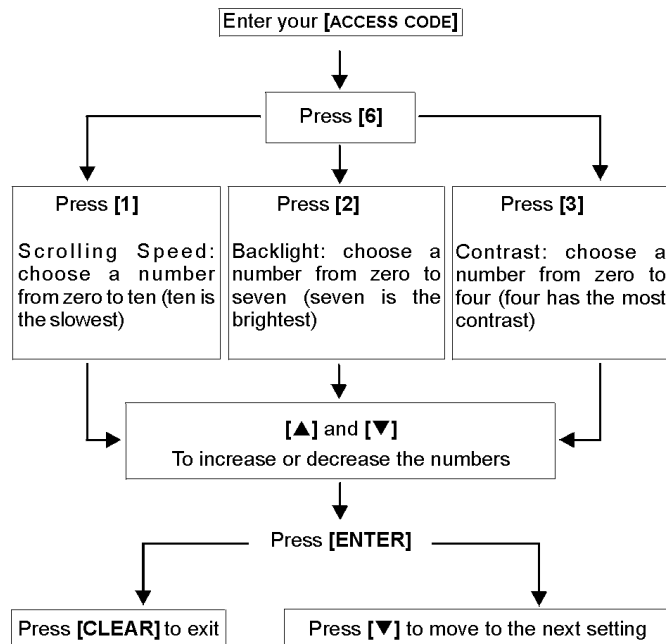 Enter your [ACCESS CODE]
Press [6]
Press [1]
Scrolling Speed:
choose a number
from zero to ten (ten is
the slowest)
Press [2]
Backlight: choose a
number from zero to
seven (seven is the
brightest)
Press [3]
Contrast: choose a
number from zero to
four (four has the most
contrast)
[▲] and [▼]
To increase or decrease the numbers
Press [ENTER]
Press [CLEAR] to exit
Press [▼] to move to the next setting